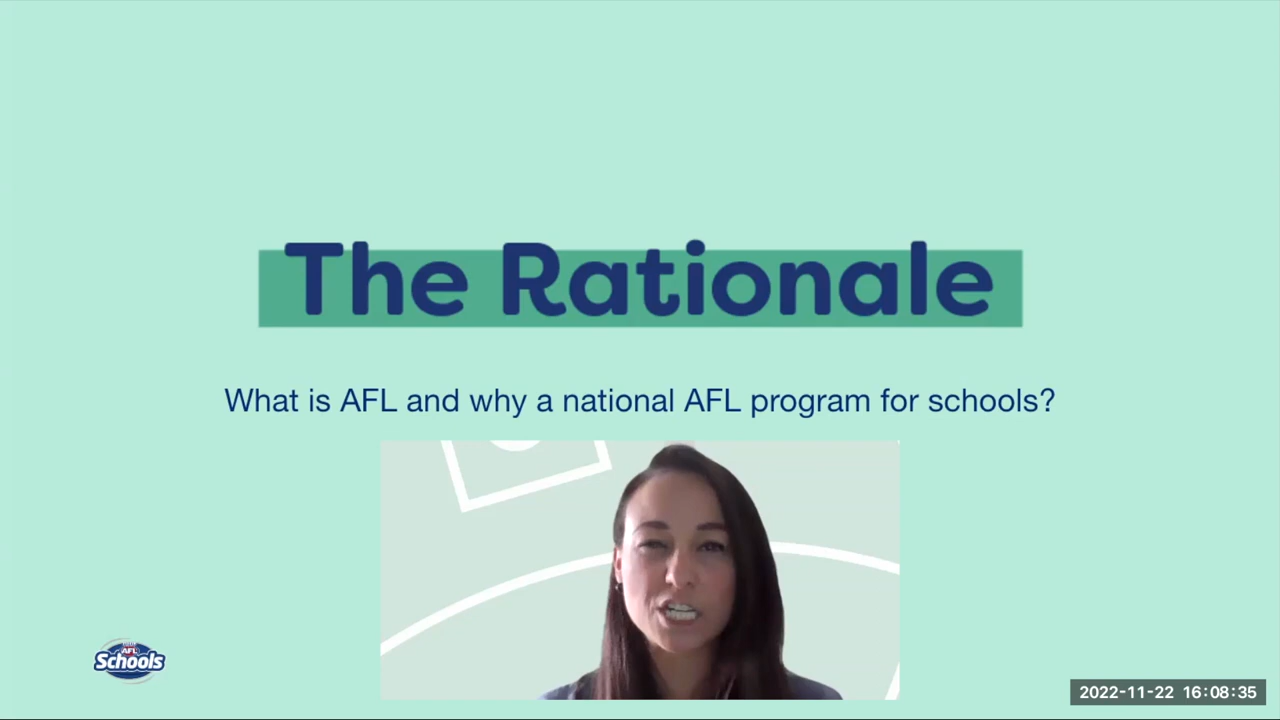 The Rationale
What is AFL and why a national AFL program for schools?
AFL
Schools
2022-11-22 16:08:35